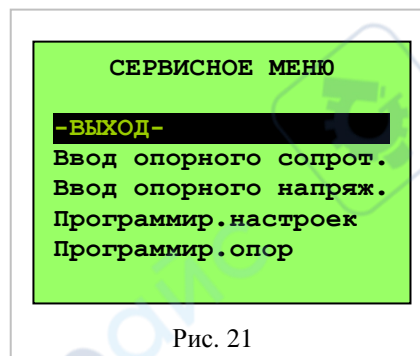 СЕРВИСНОЕ МЕНЮ
-ВЫХОД-
Ввод опорного сопрот.
Ввод опорного напряж.
Программир.настроек
Программир.опор
Рис. 21